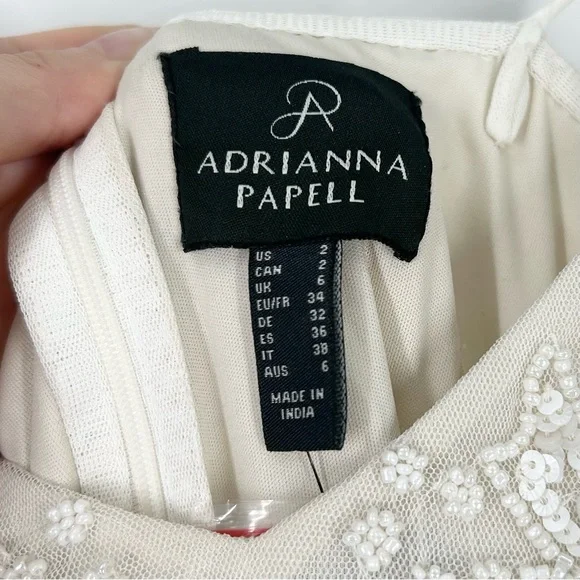 ADRIANNA
PAPELL
US 2
CAN 2
UK 6
EU/FR 34
DE 32
ES 36
IT 38
AUS 6
MADE IN
INDIA